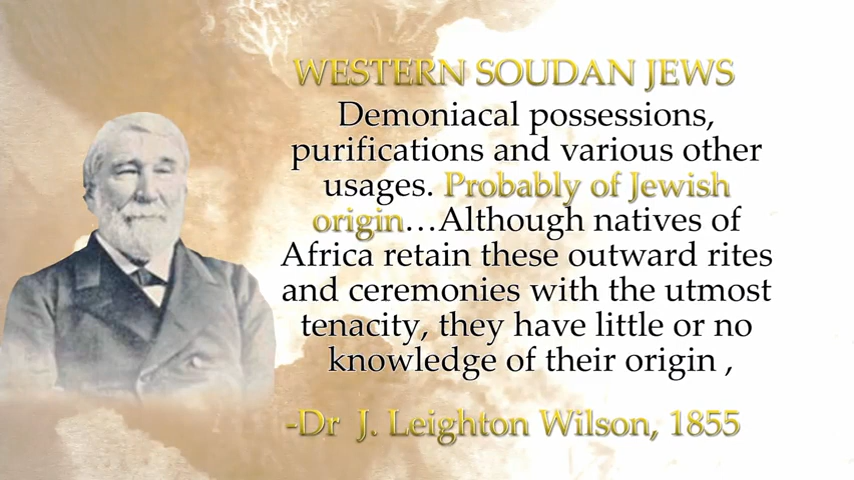 WESTERN SOUDAN JEWS
Demoniacal possessions,
purifications and various other
usages. Probably of Jewish
origin…Although natives of
Africa retain these outward rites
and ceremonies with the utmost
tenacity, they have little or no
knowledge of their origin ,
-Dr J. Leighton Wilson, 1855